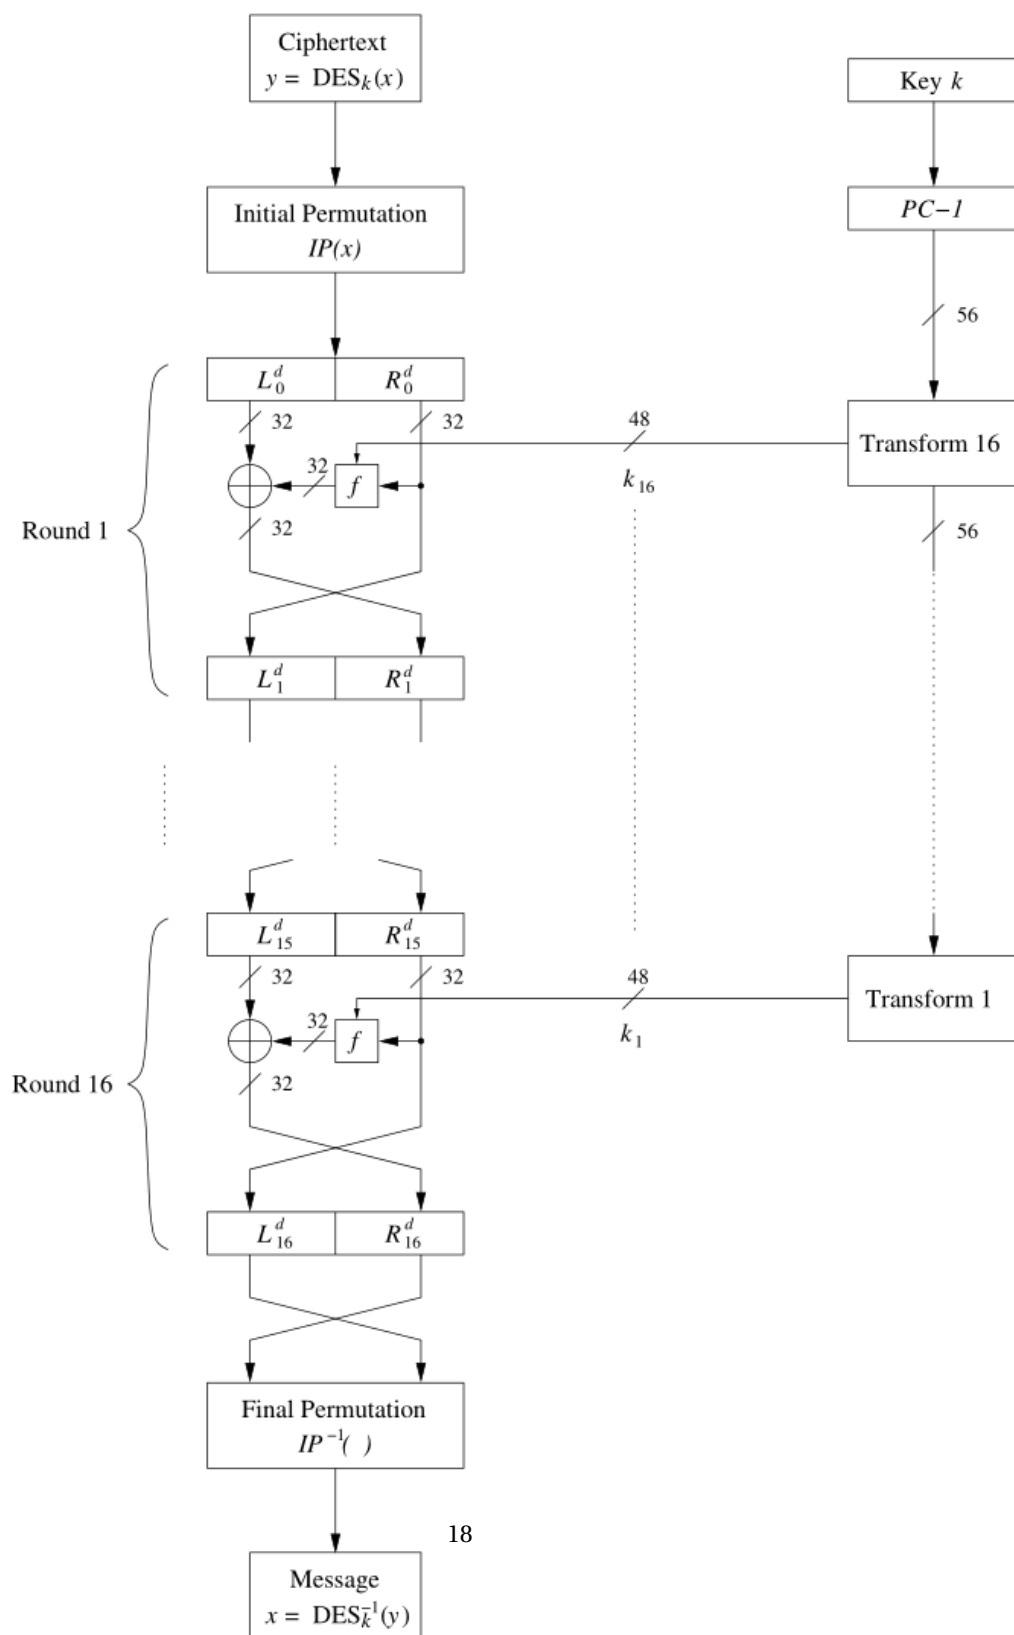 Ciphertext
y = DES_k(x)
Key k
Initial Permutation
IP(x)
PC−1
56
L_0^d R_0^d
32 32
48
Transform 16
32
f
k_16
32
56
Round 1
L_1^d R_1^d
L_15^d R_15^d
32 32
48
Transform 1
32
f
k_1
32
Round 16
L_16^d R_16^d
Final Permutation
IP^−1( )
18
Message
x = DES_k^−1(y)